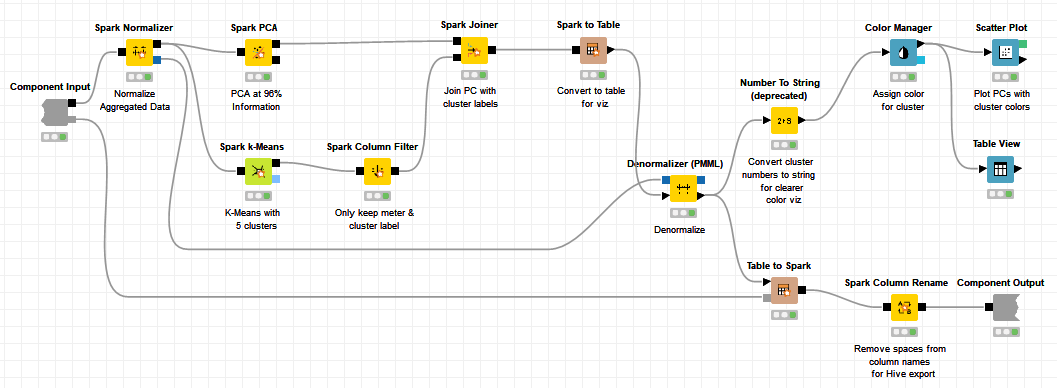 Spark Normalizer
Normalize
Aggregated Data
Spark PCA
PCA at 96%
Information
Spark Joiner
Join PC with
cluster labels
Spark to Table
Convert to table
for viz
Color Manager
Assign color
for cluster
Scatter Plot
Plot PCs with
cluster colors
Component Input
Number To String
(deprecated)
2→S
Convert cluster
numbers to string
for clearer
color viz
Spark k-Means
K-Means with
5 clusters
Spark Column Filter
Only keep meter &
cluster label
Table View
Denormalizer (PMML)
Denormalize
Table to Spark
Spark Column Rename
Remove spaces from
column names
for Hive export
Component Output